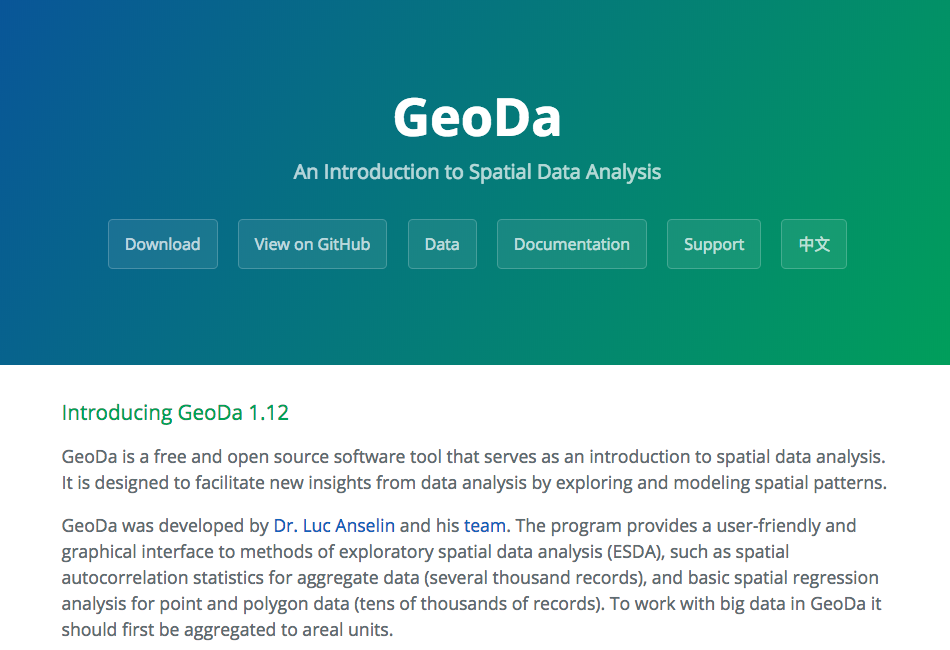 GeoDa
An Introduction to Spatial Data Analysis
Download
View on GitHub
Data
Documentation
Support
中文
Introducing GeoDa 1.12
GeoDa is a free and open source software tool that serves as an introduction to spatial data analysis.
It is designed to facilitate new insights from data analysis by exploring and modeling spatial patterns.
GeoDa was developed by Dr. Luc Anselin and his team. The program provides a user-friendly and
graphical interface to methods of exploratory spatial data analysis (ESDA), such as spatial
autocorrelation statistics for aggregate data (several thousand records), and basic spatial regression
analysis for point and polygon data (tens of thousands of records). To work with big data in GeoDa it
should first be aggregated to areal units.